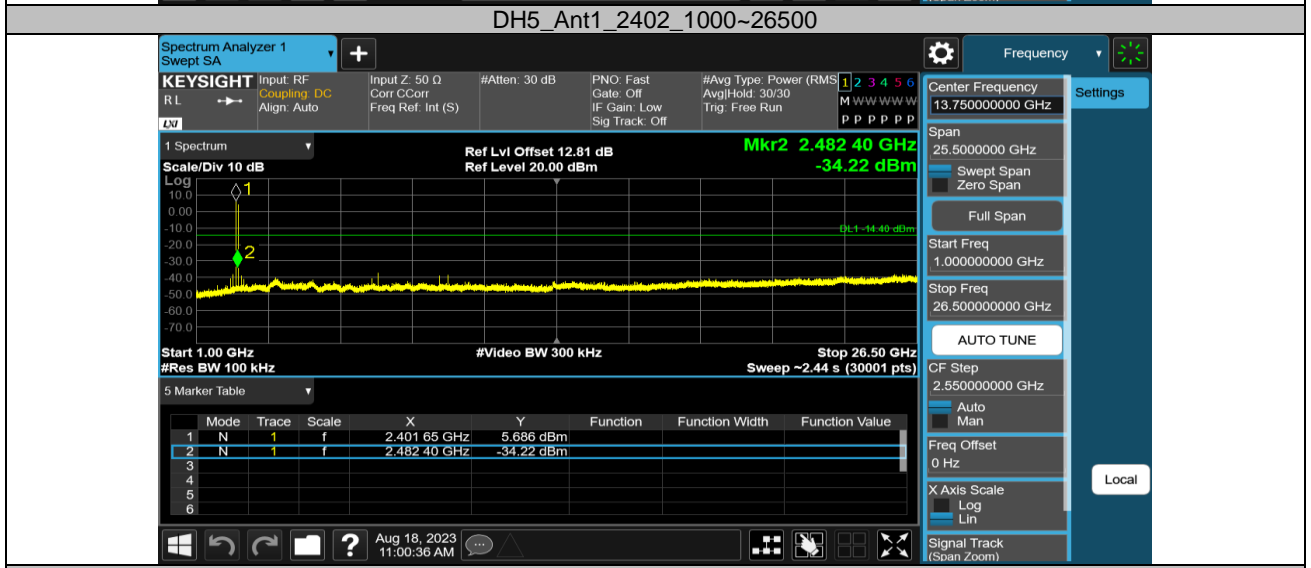 (Span Zoom)
DH5_Ant1_2402_1000~26500
Spectrum Analyzer 1
Swept SA
Frequency
KEYSIGHT
RL
LXI
Input: RF
Coupling: DC
Align: Auto
Input Z: 50 Ω
Corr CCorr
Freq Ref: Int (S)
#Atten: 30 dB
PNO: Fast
Gate: Off
IF Gain: Low
Sig Track: Off
#Avg Type: Power (RMS
Avg|Hold: 30/30
Trig: Free Run
1 2 3 4 5 6
M W W W W W
P P P P P P
1 Spectrum
Scale/Div 10 dB
Ref Lvl Offset 12.81 dB
Ref Level 20.00 dBm
Mkr2 2.482 40 GHz
-34.22 dBm
Log
10.0
0.00
-10.0
-20.0
-30.0
-40.0
-50.0
-60.0
-70.0
1
2
DL1 -14.40 dBm
Start 1.00 GHz
#Res BW 100 kHz
#Video BW 300 kHz
Stop 26.50 GHz
Sweep ~2.44 s (30001 pts)
5 Marker Table
Mode Trace Scale X Y Function Function Width Function Value
1 N 1 f 2.401 65 GHz 5.686 dBm
2 N 1 f 2.482 40 GHz -34.22 dBm
3
4
5
6
?
Aug 18, 2023
11:00:36 AM
Center Frequency
13.750000000 GHz
Span
25.5000000 GHz
Swept Span
Zero Span
Full Span
Start Freq
1.000000000 GHz
Stop Freq
26.500000000 GHz
AUTO TUNE
CF Step
2.550000000 GHz
Auto
Man
Freq Offset
0 Hz
X Axis Scale
Log
Lin
Signal Track
(Span Zoom)
Settings
Local